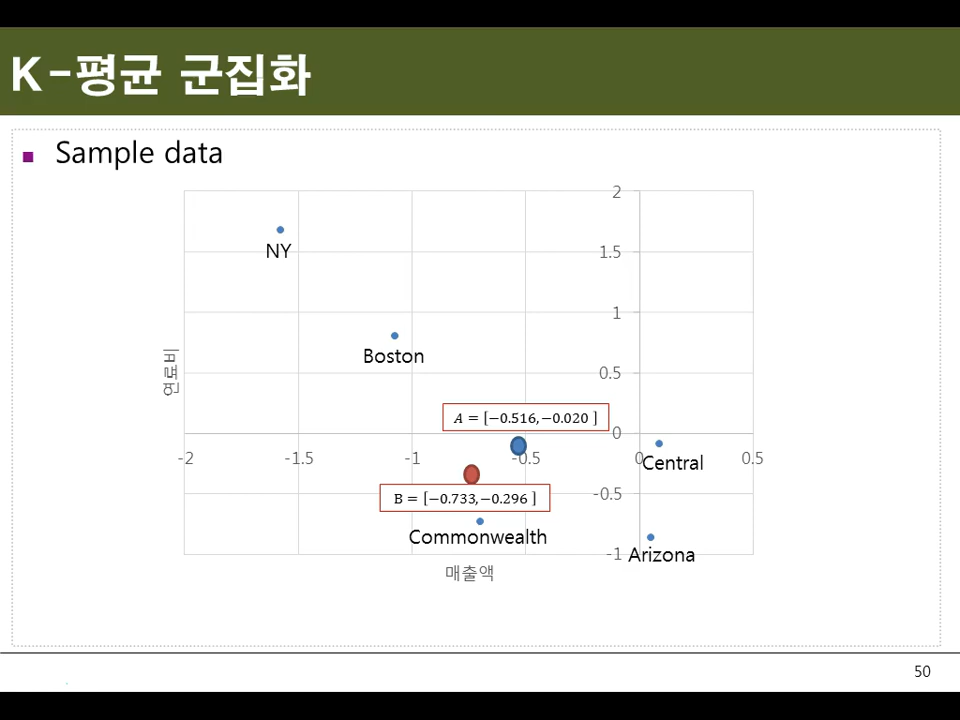 K-평균 군집화
■ Sample data
2
NY
1.5
1
Boston
0.5
연료비
A = [−0.516, −0.020 ]
0
-2
-1.5
-1
-0.5
0
0.5
Central
B = [−0.733, −0.296 ]
-0.5
Commonwealth
-1
Arizona
매출액
50